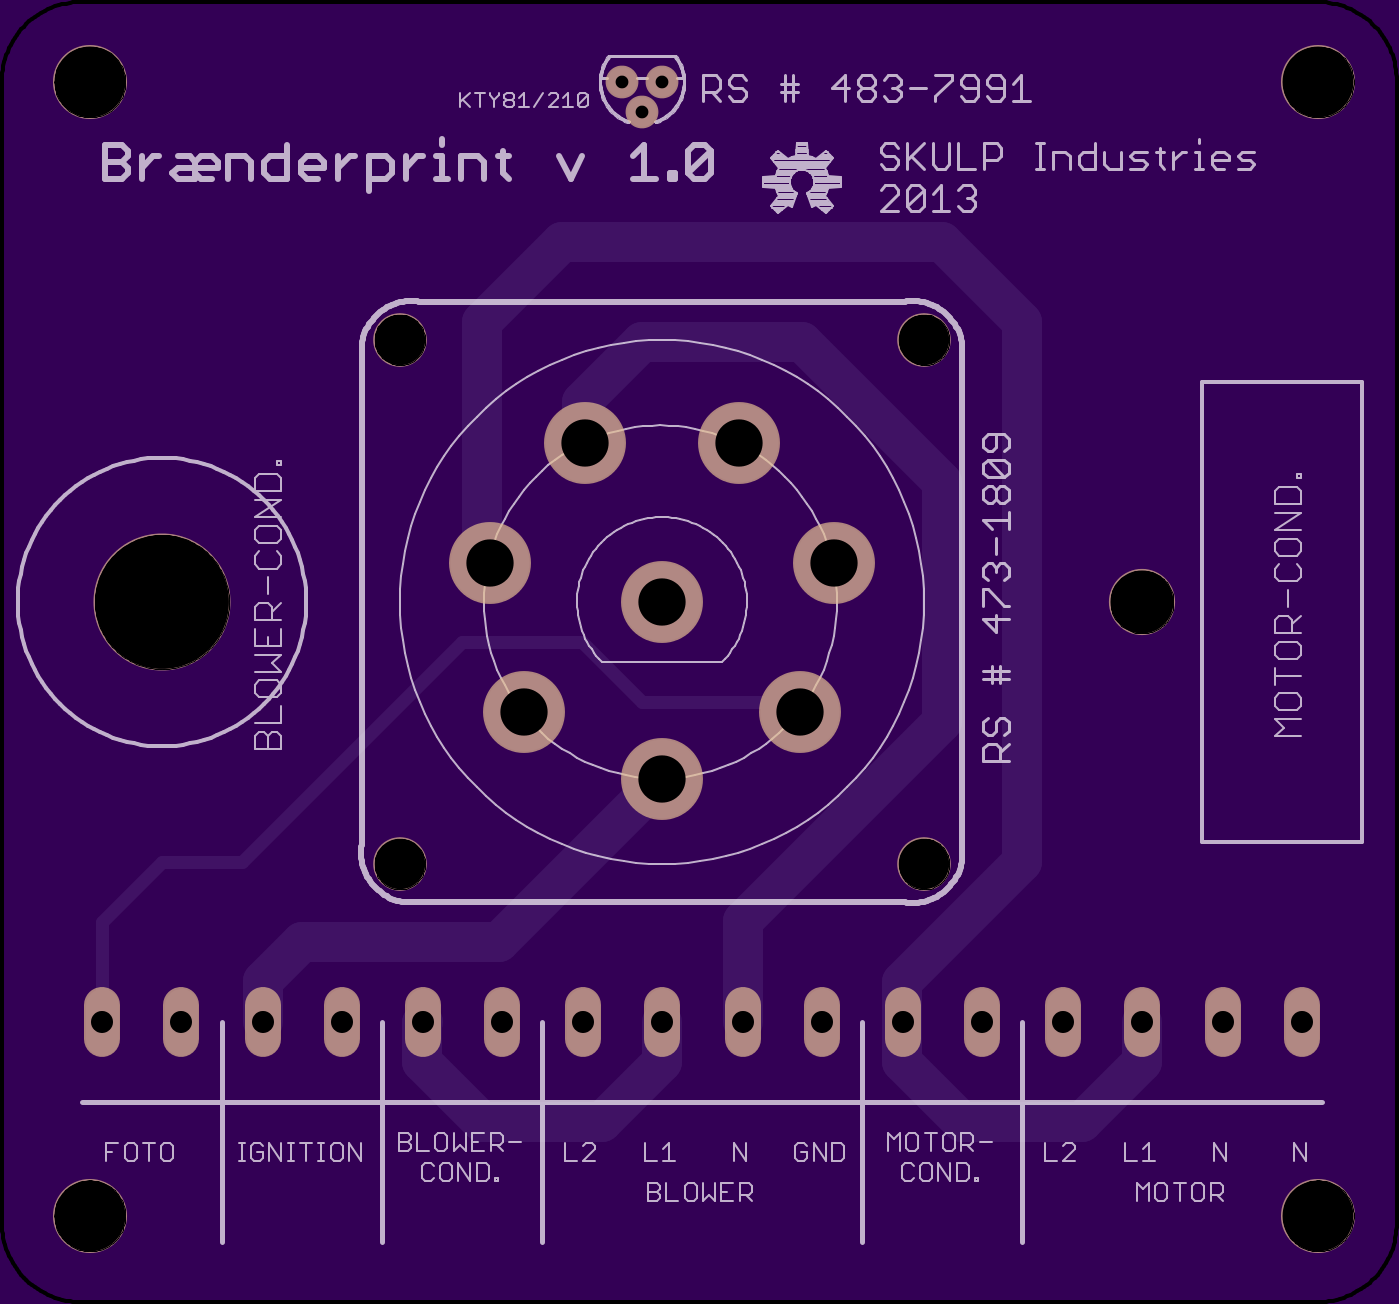 KTY81/210
RS # 483-7991
Brænderprint v 1.0
SKULP Industries
2013
BLOWER-COND.
RS # 473-1809
MOTOR-COND.
FOTO
IGNITION
BLOWER-
COND.
L2 L1 N GND
BLOWER
MOTOR-
COND.
L2 L1 N N
MOTOR